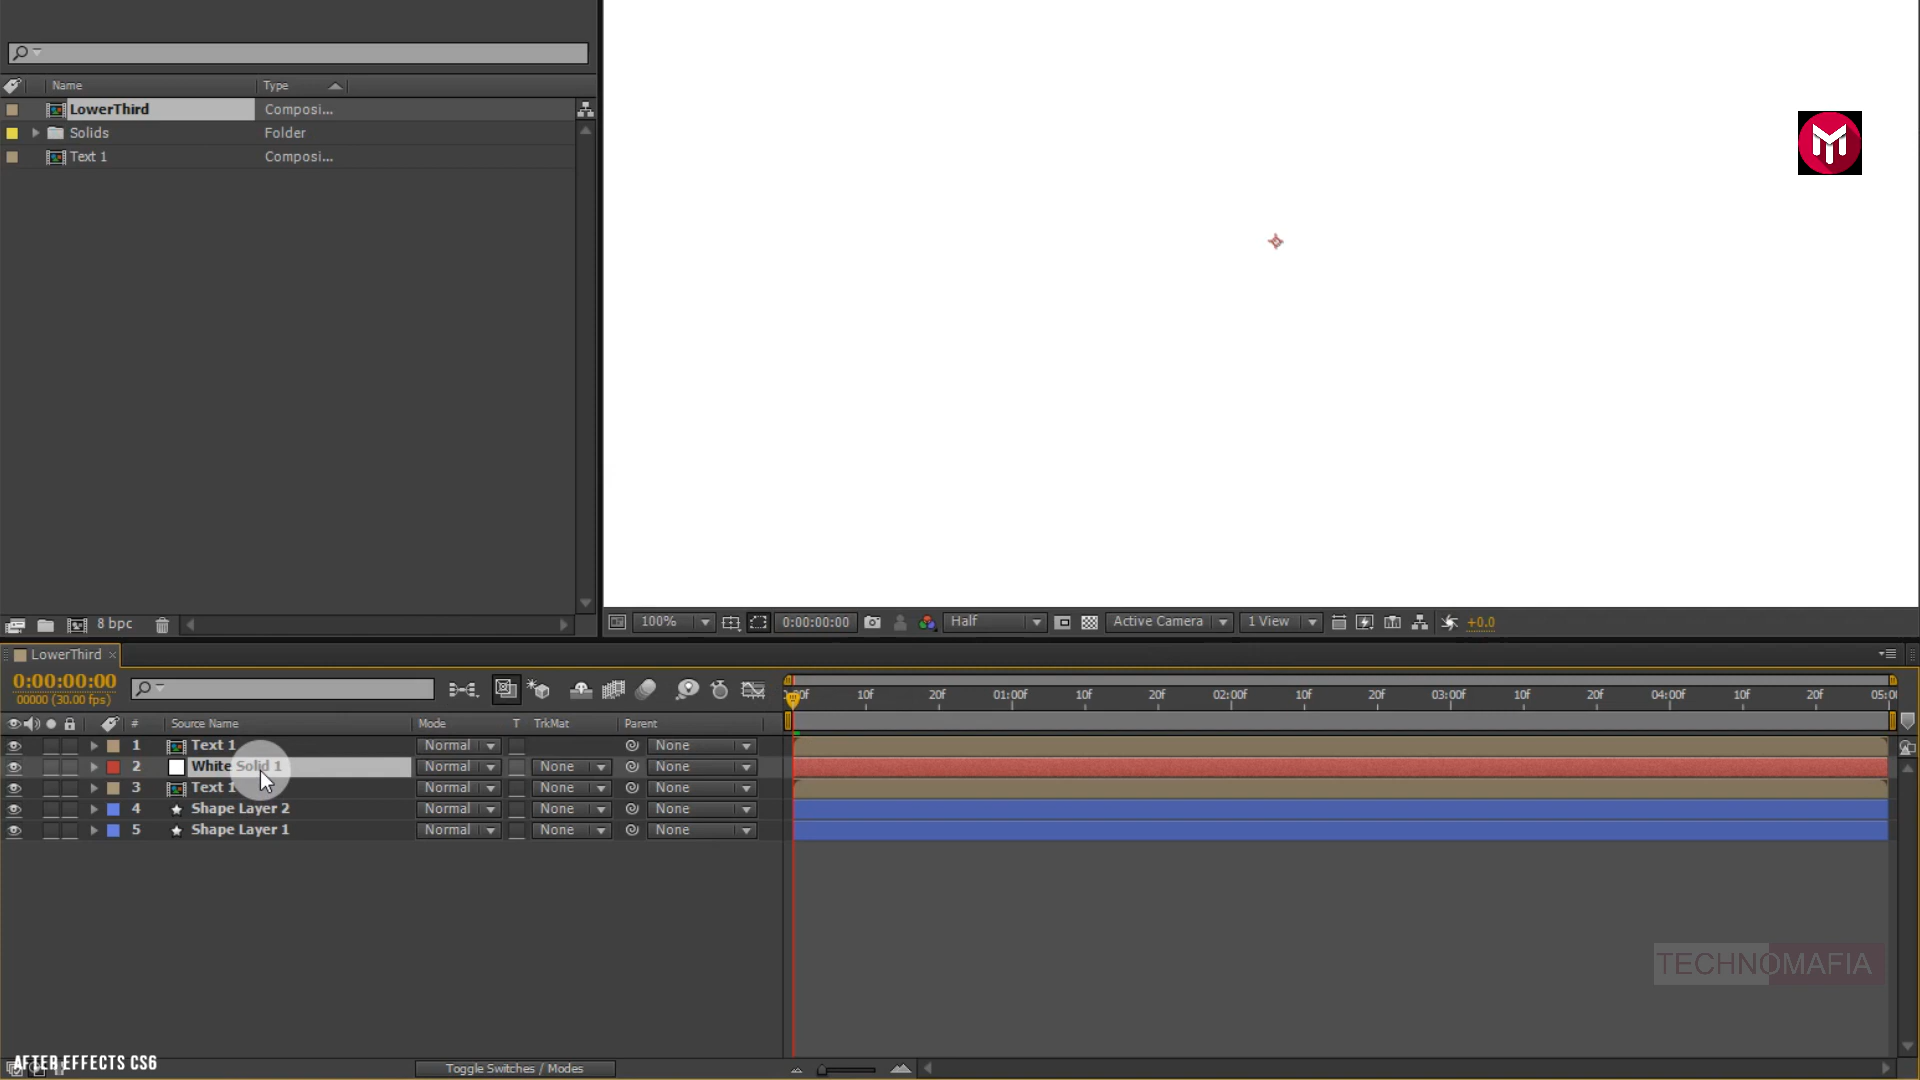 Name Type
LowerThird Composi...
Solids Folder
Text 1 Composi...
8 bpc
100% 0:00:00:00 Half Active Camera 1 View +0.0
LowerThird ×
0:00:00:00
00000 (30.00 fps)
10f 20f 01:00f 10f 20f 02:00f 10f 20f 03:00f 10f 20f 04:00f 10f 20f 05:00
# Source Name Mode T TrkMat Parent
1 Text 1 Normal None
2 White Solid 1 Normal None None
3 Text 1 Normal None None
4 Shape Layer 2 Normal None None
5 Shape Layer 1 Normal None None
TECHNOMAFIA
AFTER EFFECTS CS6
Toggle Switches / Modes